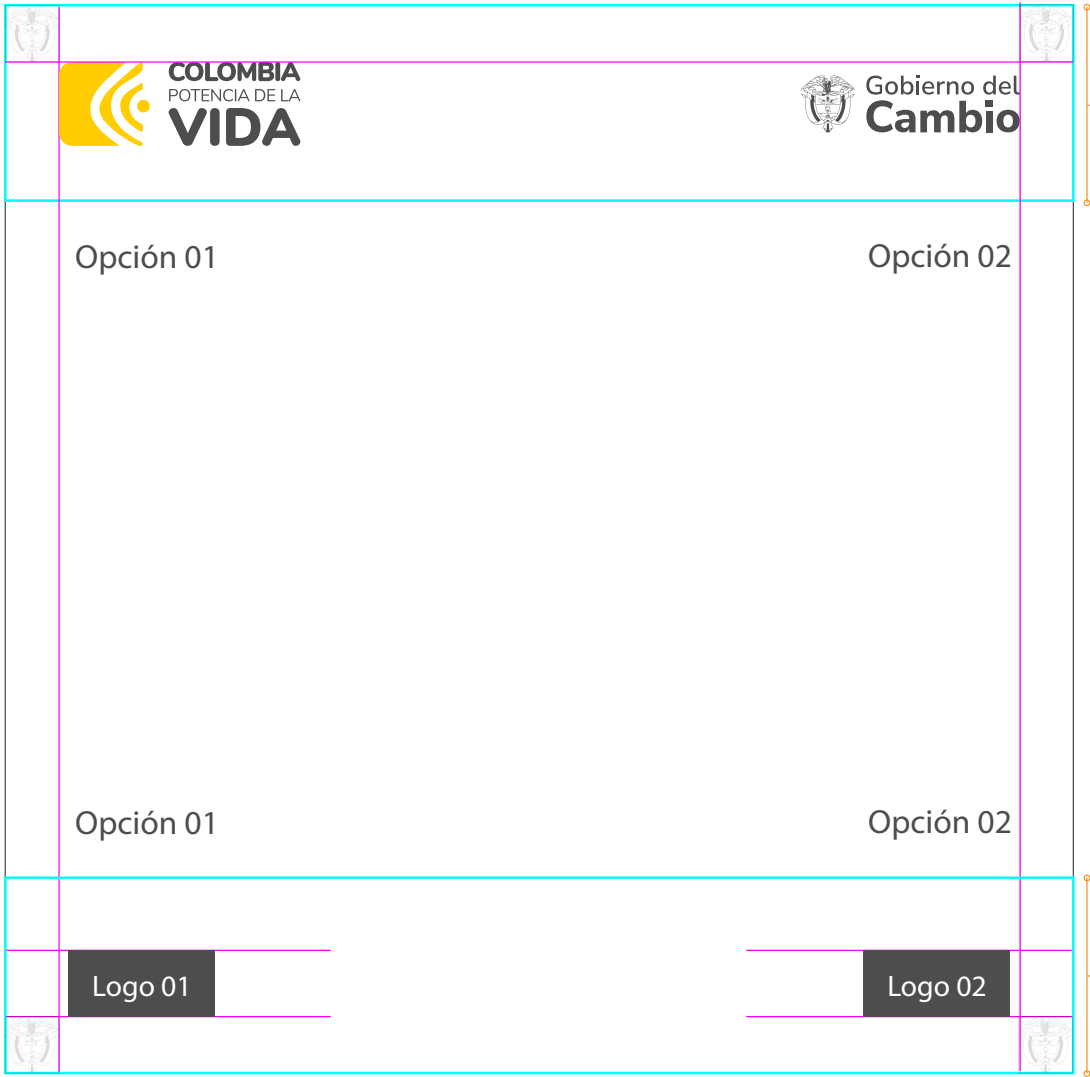 COLOMBIA
POTENCIA DE LA
VIDA
Gobierno del
Cambio
Opción 01
Opción 02
Opción 01
Opción 02
Logo 01
Logo 02